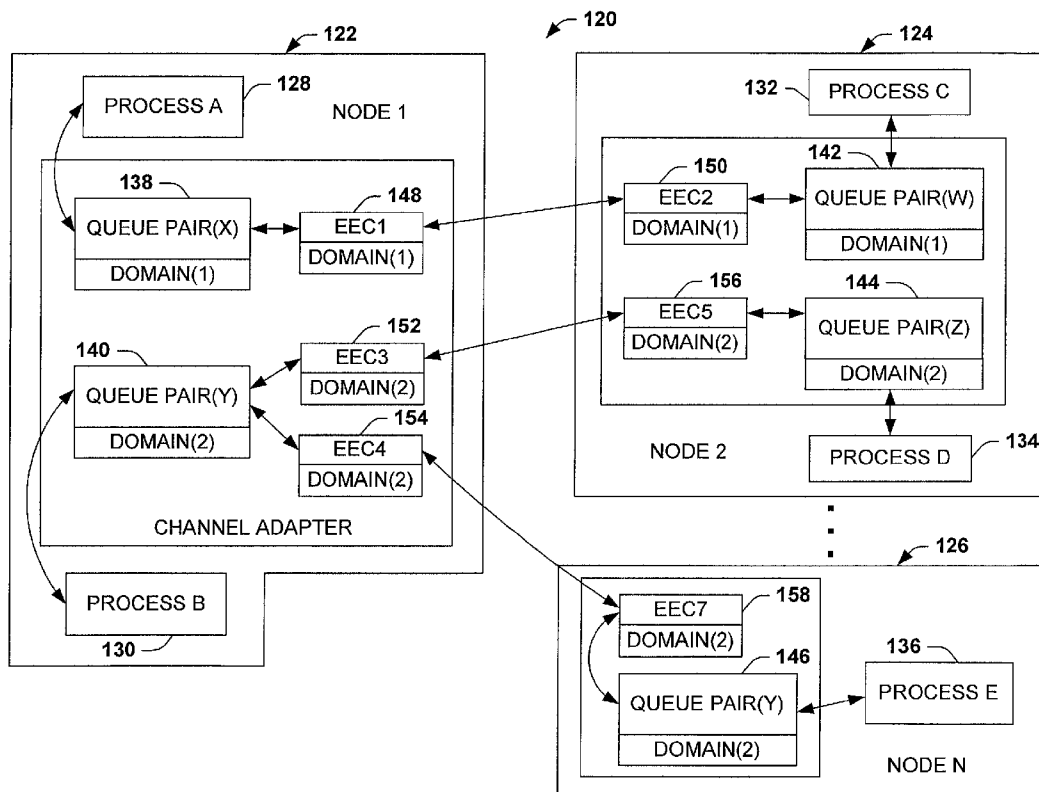 120
122
128
PROCESS A
NODE 1
138
148
QUEUE PAIR(X)
DOMAIN(1)
EEC1
DOMAIN(1)
140
152
QUEUE PAIR(Y)
DOMAIN(2)
EEC3
DOMAIN(2)
154
EEC4
DOMAIN(2)
CHANNEL ADAPTER
PROCESS B
130
124
132
PROCESS C
150
142
EEC2
DOMAIN(1)
QUEUE PAIR(W)
DOMAIN(1)
156
144
EEC5
DOMAIN(2)
QUEUE PAIR(Z)
DOMAIN(2)
NODE 2
PROCESS D
134
126
EEC7
DOMAIN(2)
158
146
QUEUE PAIR(Y)
DOMAIN(2)
136
PROCESS E
NODE N